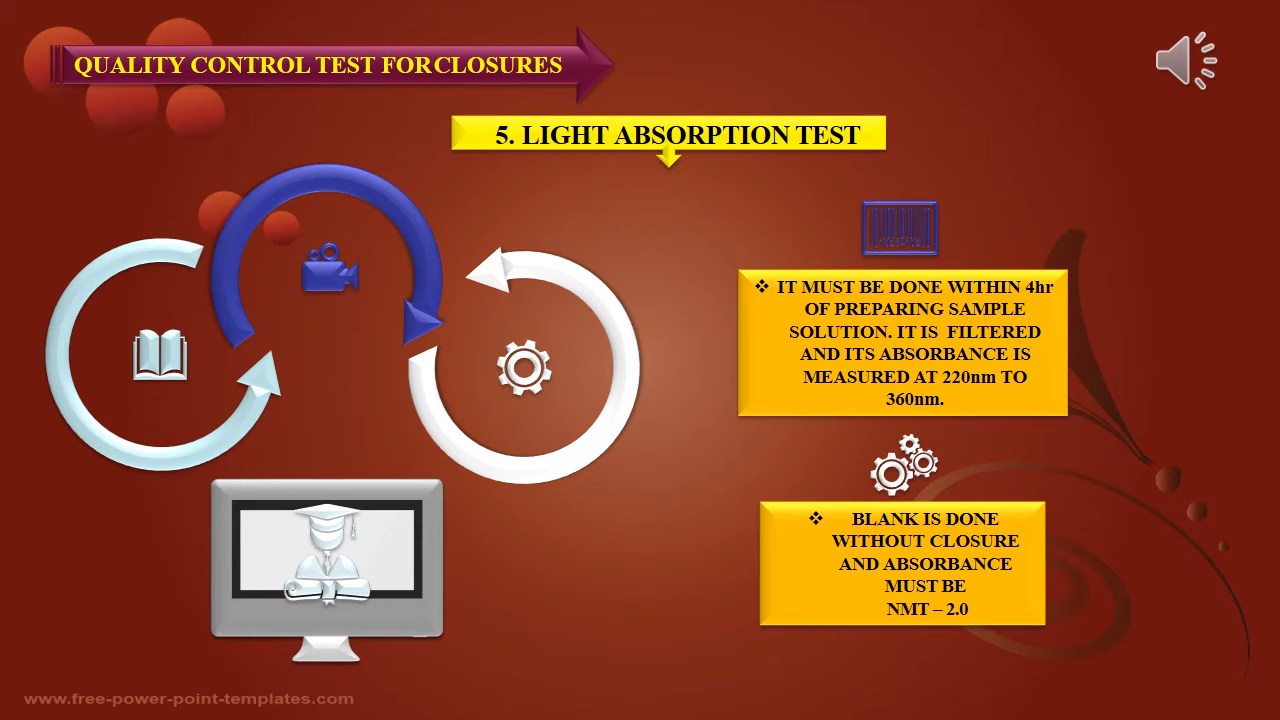 QUALITY CONTROL TEST FOR CLOSURES
5. LIGHT ABSORPTION TEST
❖ IT MUST BE DONE WITHIN 4hr
OF PREPARING SAMPLE
SOLUTION. IT IS FILTERED
AND ITS ABSORBANCE IS
MEASURED AT 220nm TO
360nm.
❖ BLANK IS DONE
WITHOUT CLOSURE
AND ABSORBANCE
MUST BE
NMT – 2.0
www.free-power-point-templates.com